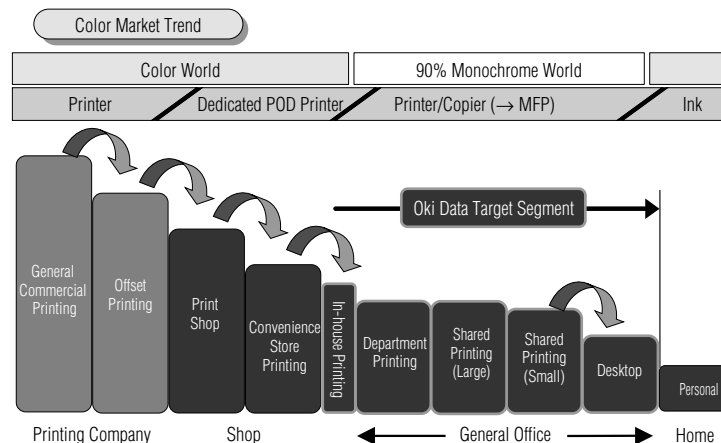 Color Market Trend
Color World
90% Monochrome World
Printer
Dedicated POD Printer
Printer/Copier (→ MFP)
Ink
Oki Data Target Segment
General
Commercial
Printing
Offset
Printing
Print
Shop
Convenience
Store
Printing
In-house Printing
Department
Printing
Shared
Printing
(Large)
Shared
Printing
(Small)
Desktop
Personal
Printing Company
Shop
General Office
Home